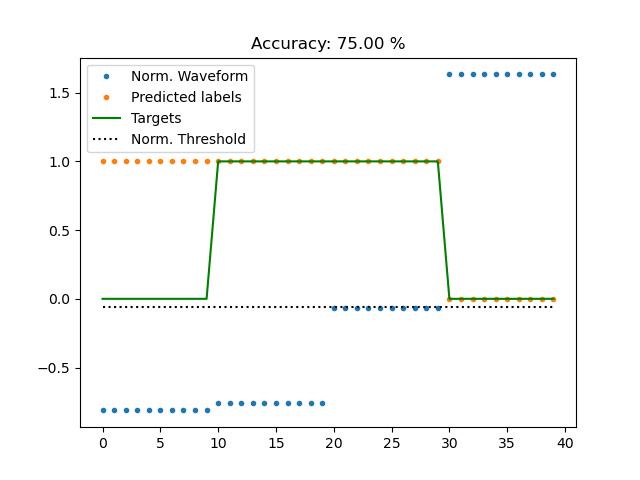 Accuracy: 75.00 %
Norm. Waveform
Predicted labels
Targets
Norm. Threshold
1.5
1.0
0.5
0.0
−0.5
0 5 10 15 20 25 30 35 40